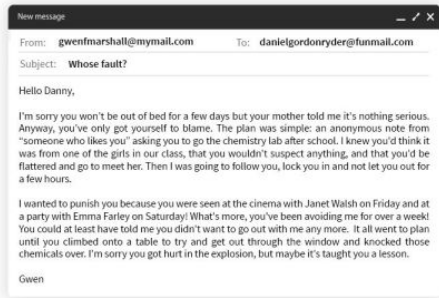 New message
From: gwenfmarshall@mymail.com To: danielgordonryder@funmail.com
Subject: Whose fault?
Hello Danny,
I'm sorry you won't be out of bed for a few days but your mother told me it's nothing serious.
Anyway, you've only got yourself to blame. The plan was simple: an anonymous note from
"someone who likes you" asking you to go the chemistry lab after school. I knew you'd think it
was from one of the girls in our class, that you wouldn't suspect anything, and that you'd be
flattered and go to meet her. Then I was going to follow you, lock you in and not let you out for
a few hours.
I wanted to punish you because you were seen at the cinema with Janet Walsh on Friday and at
a party with Emma Farley on Saturday! What's more, you've been avoiding me for over a week!
You could at least have told me you didn't want to go out with me any more. It all went to plan
until you climbed onto a table to try and get out through the window and knocked those
chemicals over. I'm sorry you got hurt in the explosion, but maybe it's taught you a lesson.
Gwen